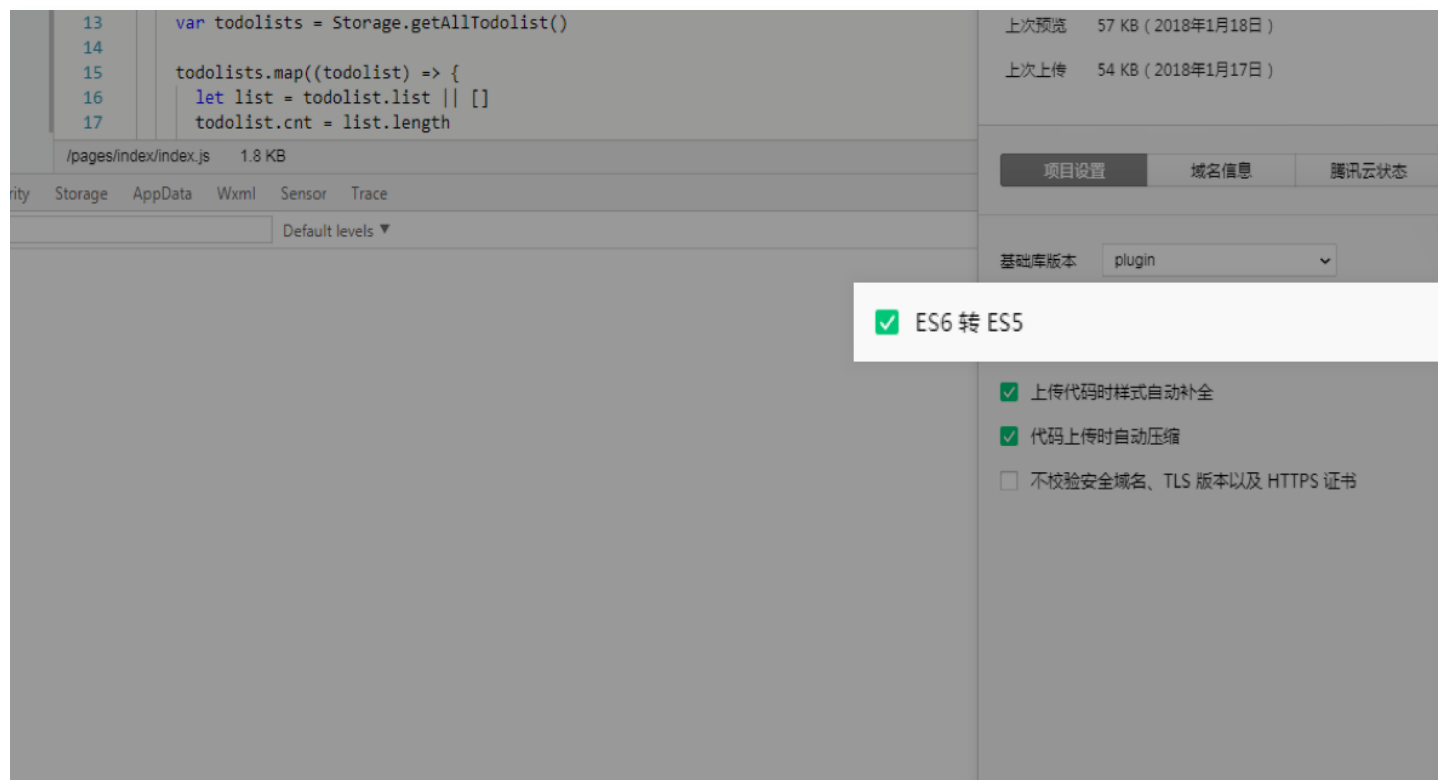 13 var todolists = Storage.getAllTodolist()
14
15 todolists.map((todolist) => {
16 let list = todolist.list || []
17 todolist.cnt = list.length
/pages/index/index.js 1.8 KB
rity Storage AppData Wxml Sensor Trace
Default levels ▼
上次预览 57 KB ( 2018年1月18日 )
上次上传 54 KB ( 2018年1月17日 )
项目设置 域名信息 腾讯云状态
基础库版本 plugin
ES6 转 ES5
上传代码时样式自动补全
代码上传时自动压缩
不校验安全域名、TLS 版本以及 HTTPS 证书